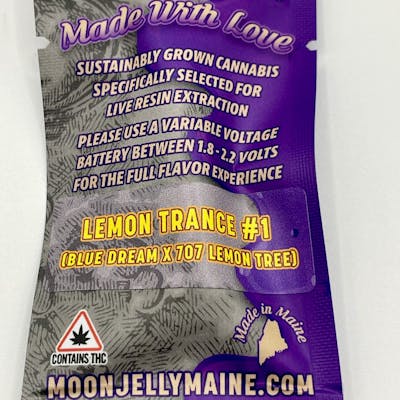 Made With Love
SUSTAINABLY GROWN CANNABIS
SPECIFICALLY SELECTED FOR
LIVE RESIN EXTRACTION
PLEASE USE A VARIABLE VOLTAGE
BATTERY BETWEEN 1.8 - 2.2 VOLTS
FOR THE FULL FLAVOR EXPERIENCE
LEMON TRANCE #1
(BLUE DREAM X 707 LEMON TREE)
Made in Maine
CONTAINS THC
MOONJELLYMAINE.COM